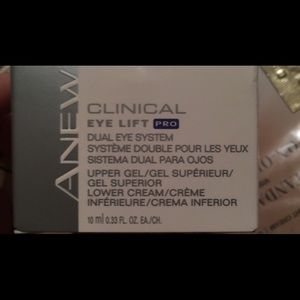 ANEW
CLINICAL
EYE LIFT PRO
DUAL EYE SYSTEM
SYSTÈME DOUBLE POUR LES YEUX
SISTEMA DUAL PARA OJOS
UPPER GEL/GEL SUPÉRIEUR/
GEL SUPERIOR
LOWER CREAM/CRÈME
INFÉRIEURE/CREMA INFERIOR
10 ml 0.33 FL. OZ. EA./CH.